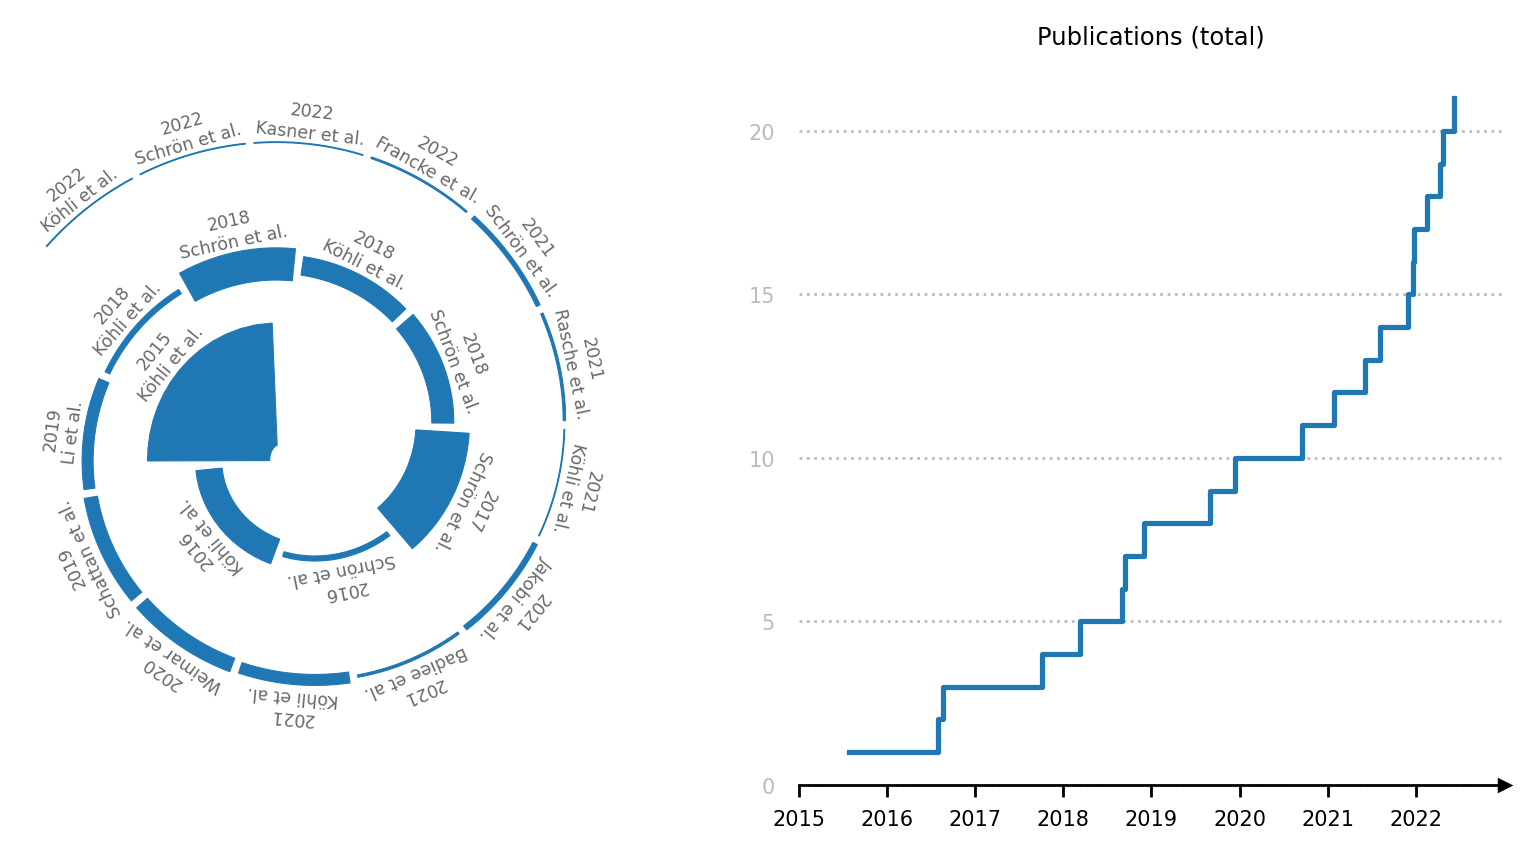 2015
Köhli et al.
2016
Köhli et al.
2016
Schrön et al.
2017
Schrön et al.
2018
Schrön et al.
2018
Köhli et al.
2018
Schrön et al.
2018
Köhli et al.
2019
Li et al.
2019
Schattan et al.
2020
Weimar et al.
2021
Köhli et al.
2021
Badiee et al.
2021
Jakobi et al.
2021
Köhli et al.
2021
Rasche et al.
2021
Schrön et al.
2022
Francke et al.
2022
Kasner et al.
2022
Schrön et al.
2022
Köhli et al.
Publications (total)
20
15
10
5
0
2015 2016 2017 2018 2019 2020 2021 2022